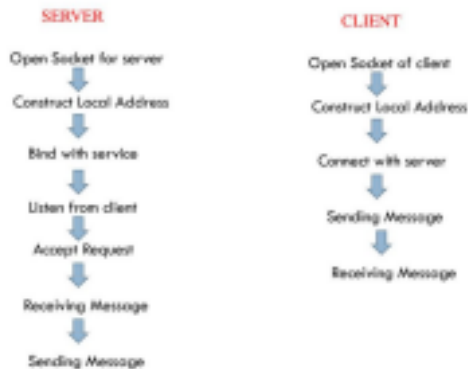 SERVER
Open Socket for server
Construct Local Address
Bind with service
Listen from client
Accept Request
Receiving Message
Sending Message
CLIENT
Open Socket of client
Construct Local Address
Connect with server
Sending Message
Receiving Message